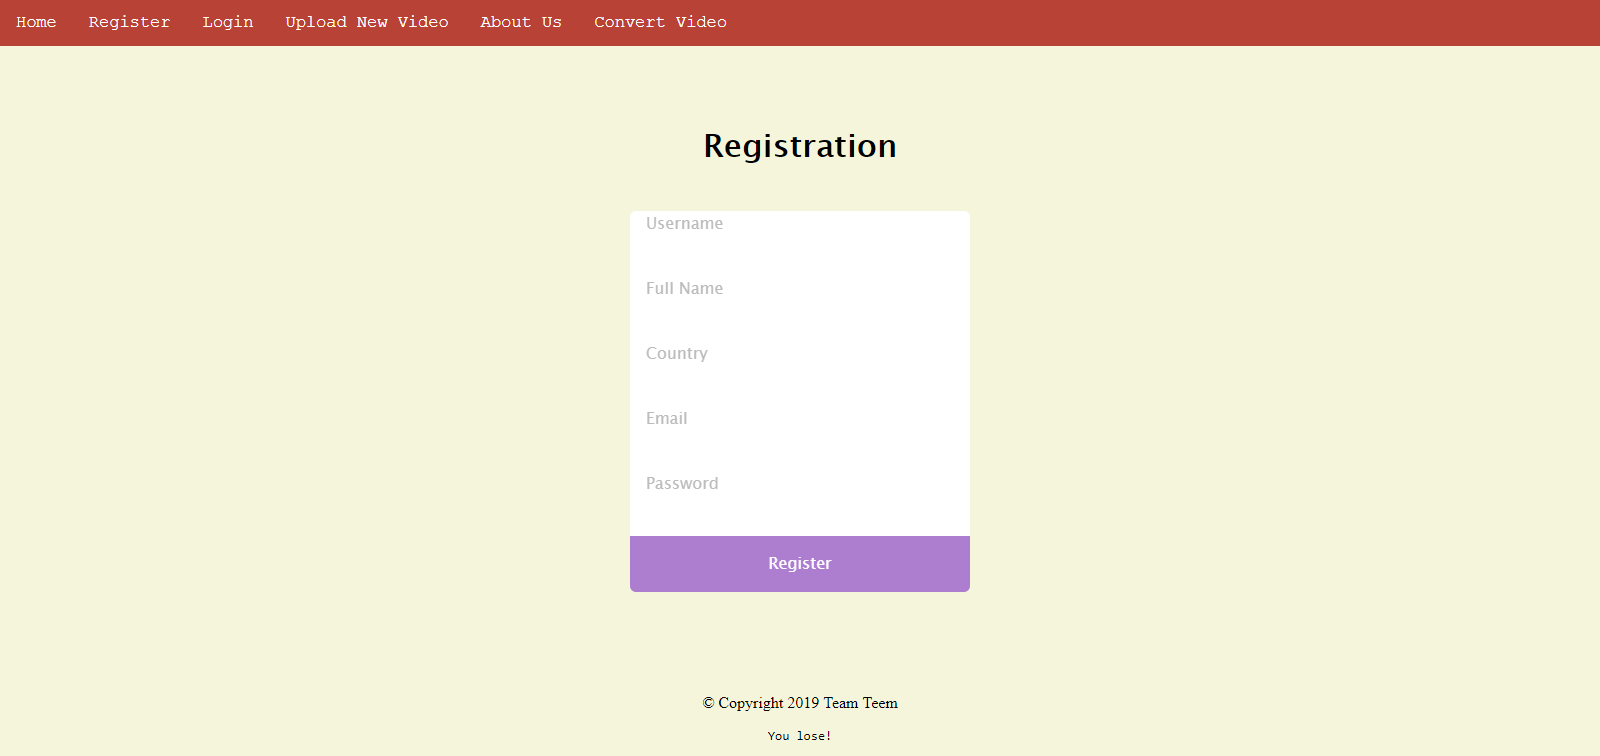 Home Register Login Upload New Video About Us Convert Video
Registration
Username
Full Name
Country
Email
Password
Register
© Copyright 2019 Team Teem
You lose!